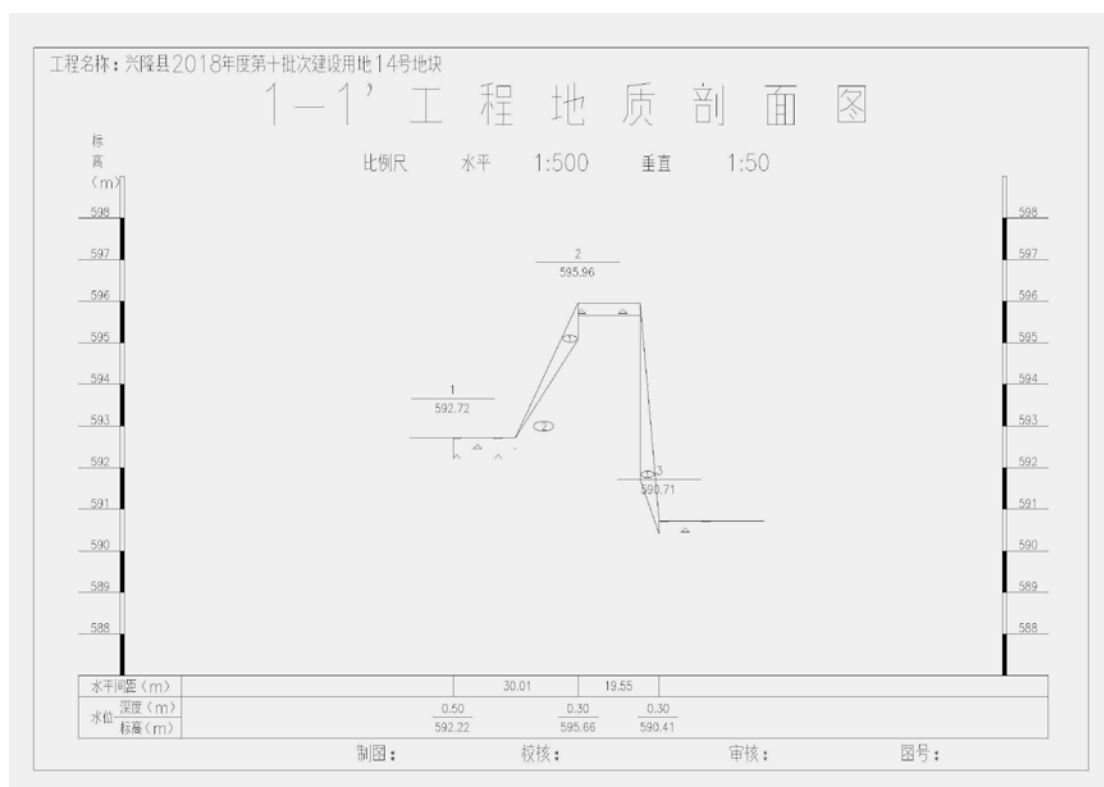 工程名称：兴隆县2018年度第十批次建设用地14号地块
1—1’ 工 程 地 质 剖 面 图
比例尺 水平 1:500 垂直 1:50
标
高
(m)
598 598
597 597
2
595.96
596 596
595 595
①
594 594
1
592.72
593 593
②
592 592
① 3
590.71
591 591
590 590
589 589
588 588
水平间距(m) 30.01 19.55
水位 深度(m) 0.50 0.30 0.30
标高(m) 592.22 595.66 590.41
制图： 校核： 审核： 图号：